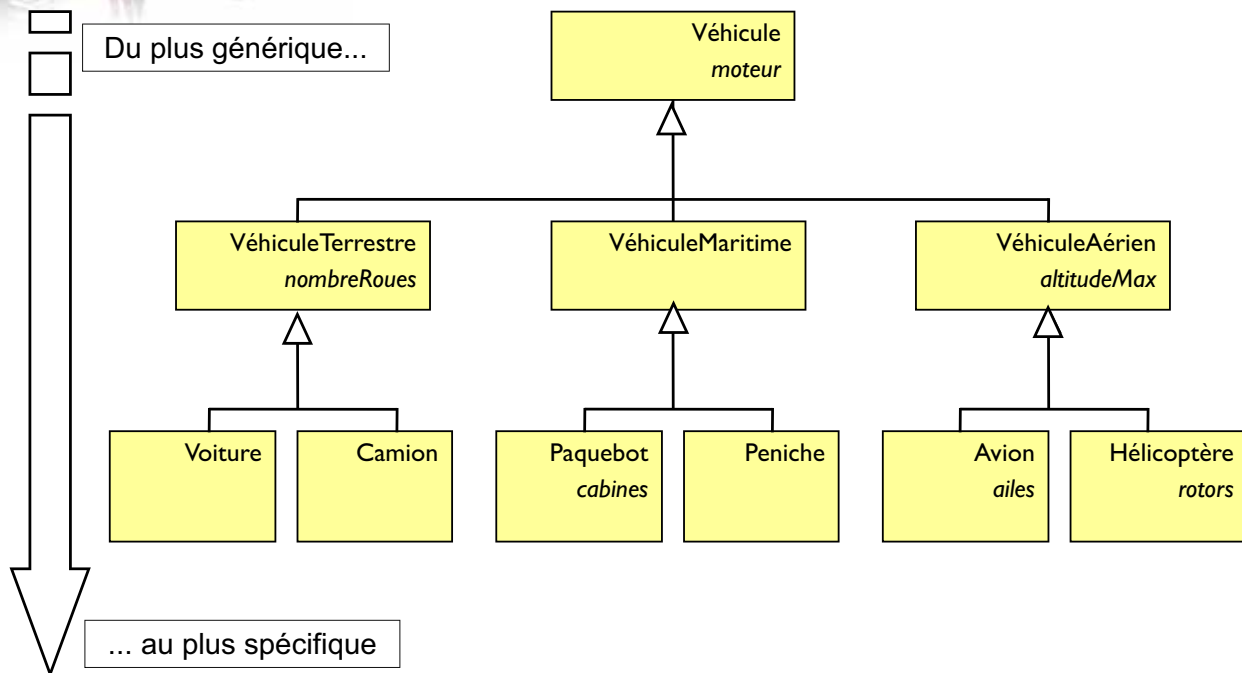 Du plus générique...
Véhicule
moteur
VéhiculeTerrestre
nombreRoues
VéhiculeMaritime
VéhiculeAérien
altitudeMax
Voiture
Camion
Paquebot
cabines
Peniche
Avion
ailes
Hélicoptère
rotors
... au plus spécifique